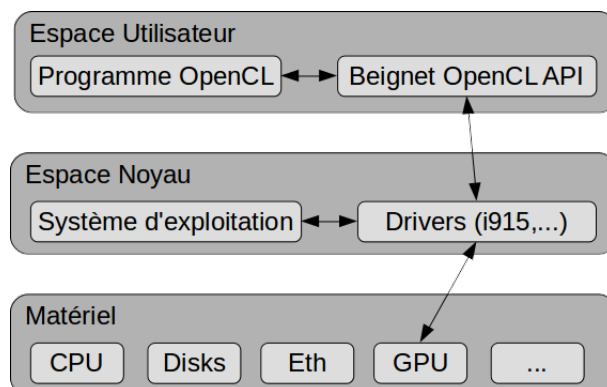 Espace Utilisateur
Programme OpenCL
Beignet OpenCL API
Espace Noyau
Système d'exploitation
Drivers (i915,...)
Matériel
CPU
Disks
Eth
GPU
...